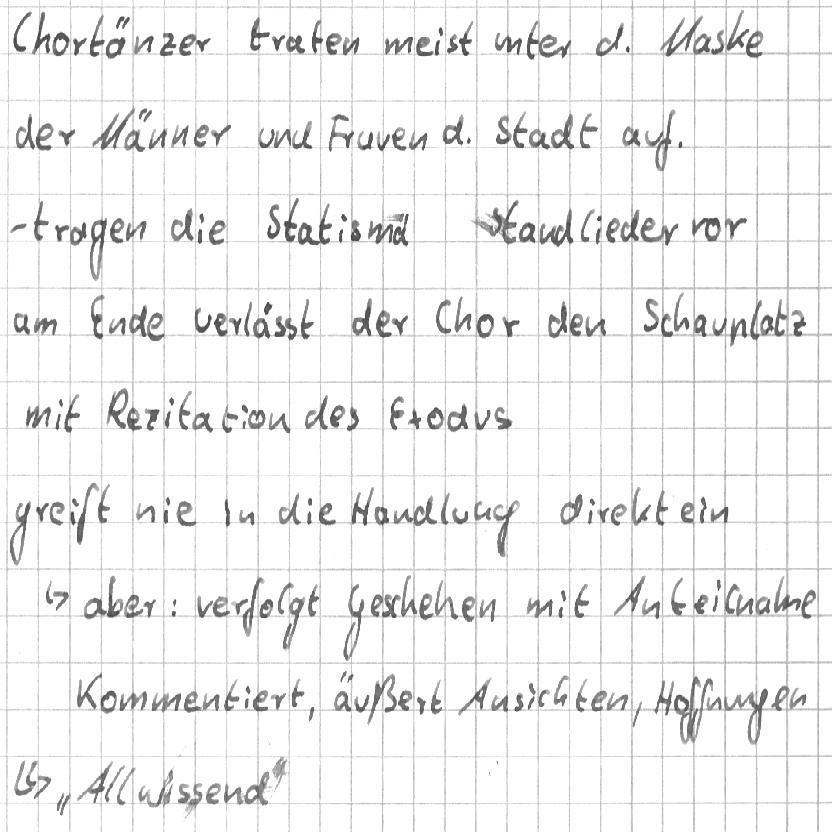 Chortänzer traten meist unter d. Maske
der Männer und Frauen d. Stadt auf.
-tragen die Statismä Standlieder vor
am Ende verlässt der Chor den Schauplatz
mit Rezitation des Exodus
greift nie in die Handlung direkt ein
↳ aber: verfolgt Geschehen mit Anteilnahme
Kommentiert, äußert Ansichten, Hoffnungen
↳ „Allwissend"